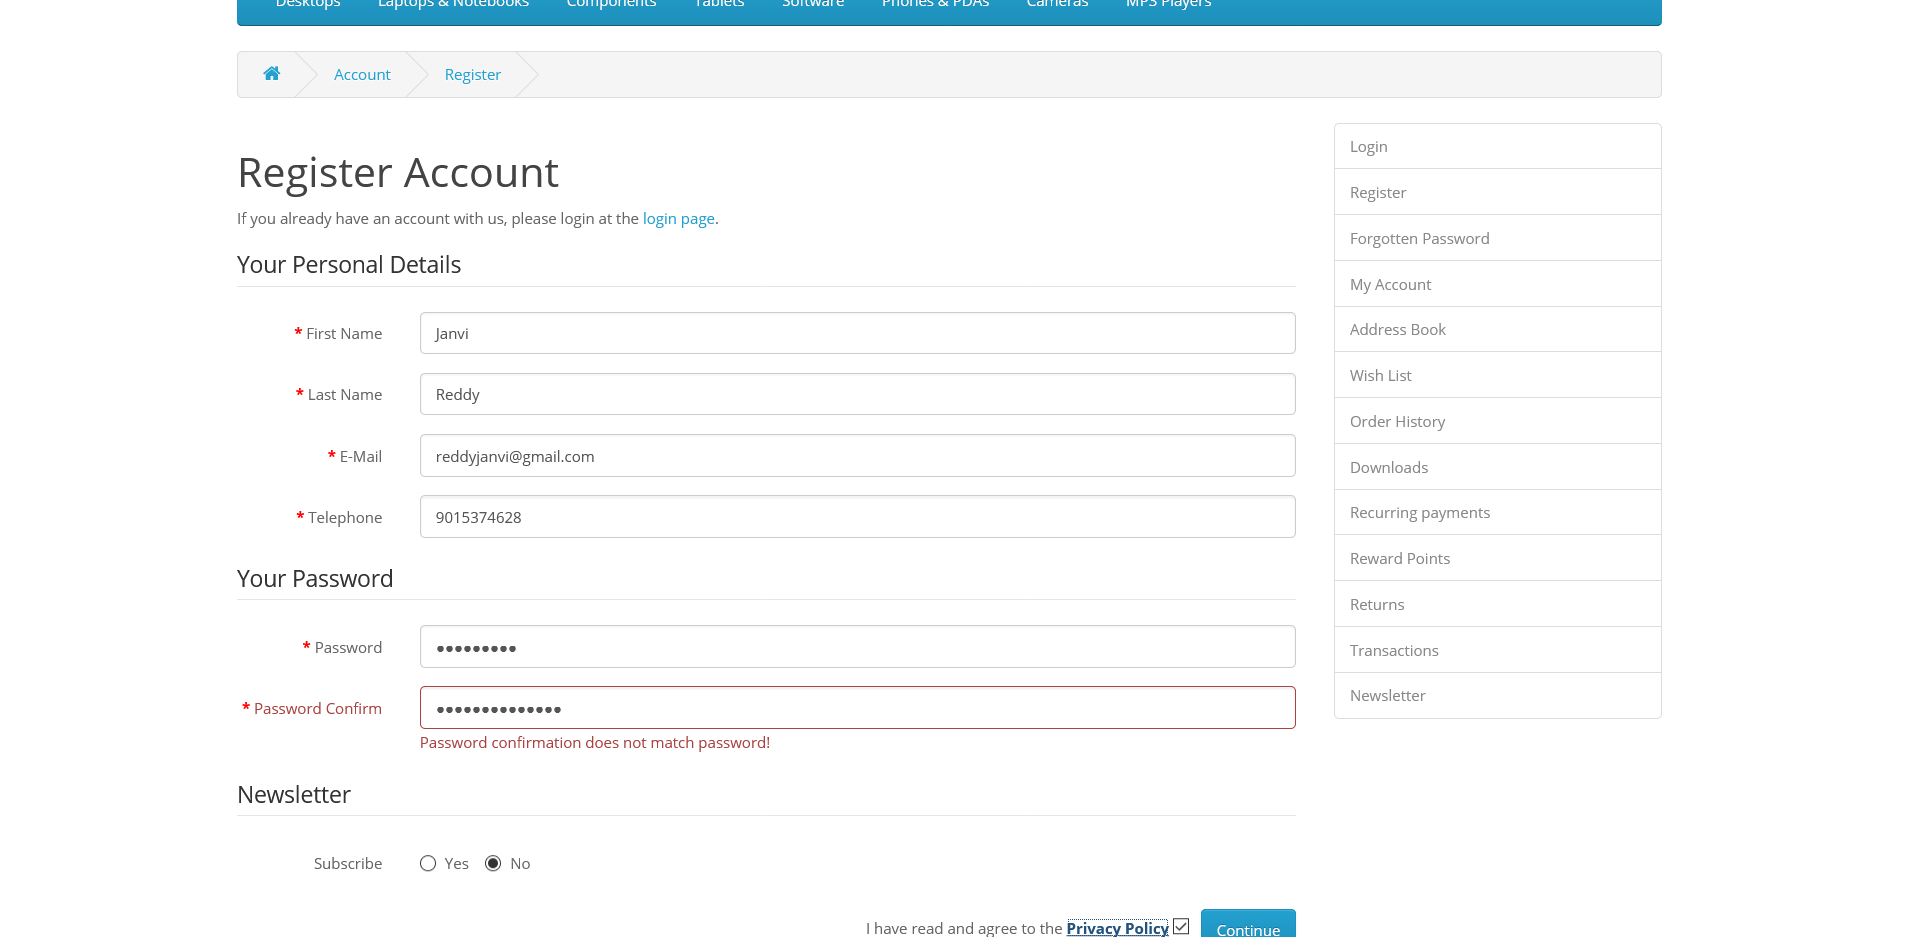 Desktops Laptops & Notebooks Components Tablets Software Phones & PDAs Cameras MP3 Players
Account Register
Register Account
If you already have an account with us, please login at the login page.
Your Personal Details
* First Name Janvi
* Last Name Reddy
* E-Mail reddyjanvi@gmail.com
* Telephone 9015374628
Your Password
* Password •••••••••
* Password Confirm ••••••••••••••
Password confirmation does not match password!
Newsletter
Subscribe Yes No
I have read and agree to the Privacy Policy Continue
Login
Register
Forgotten Password
My Account
Address Book
Wish List
Order History
Downloads
Recurring payments
Reward Points
Returns
Transactions
Newsletter